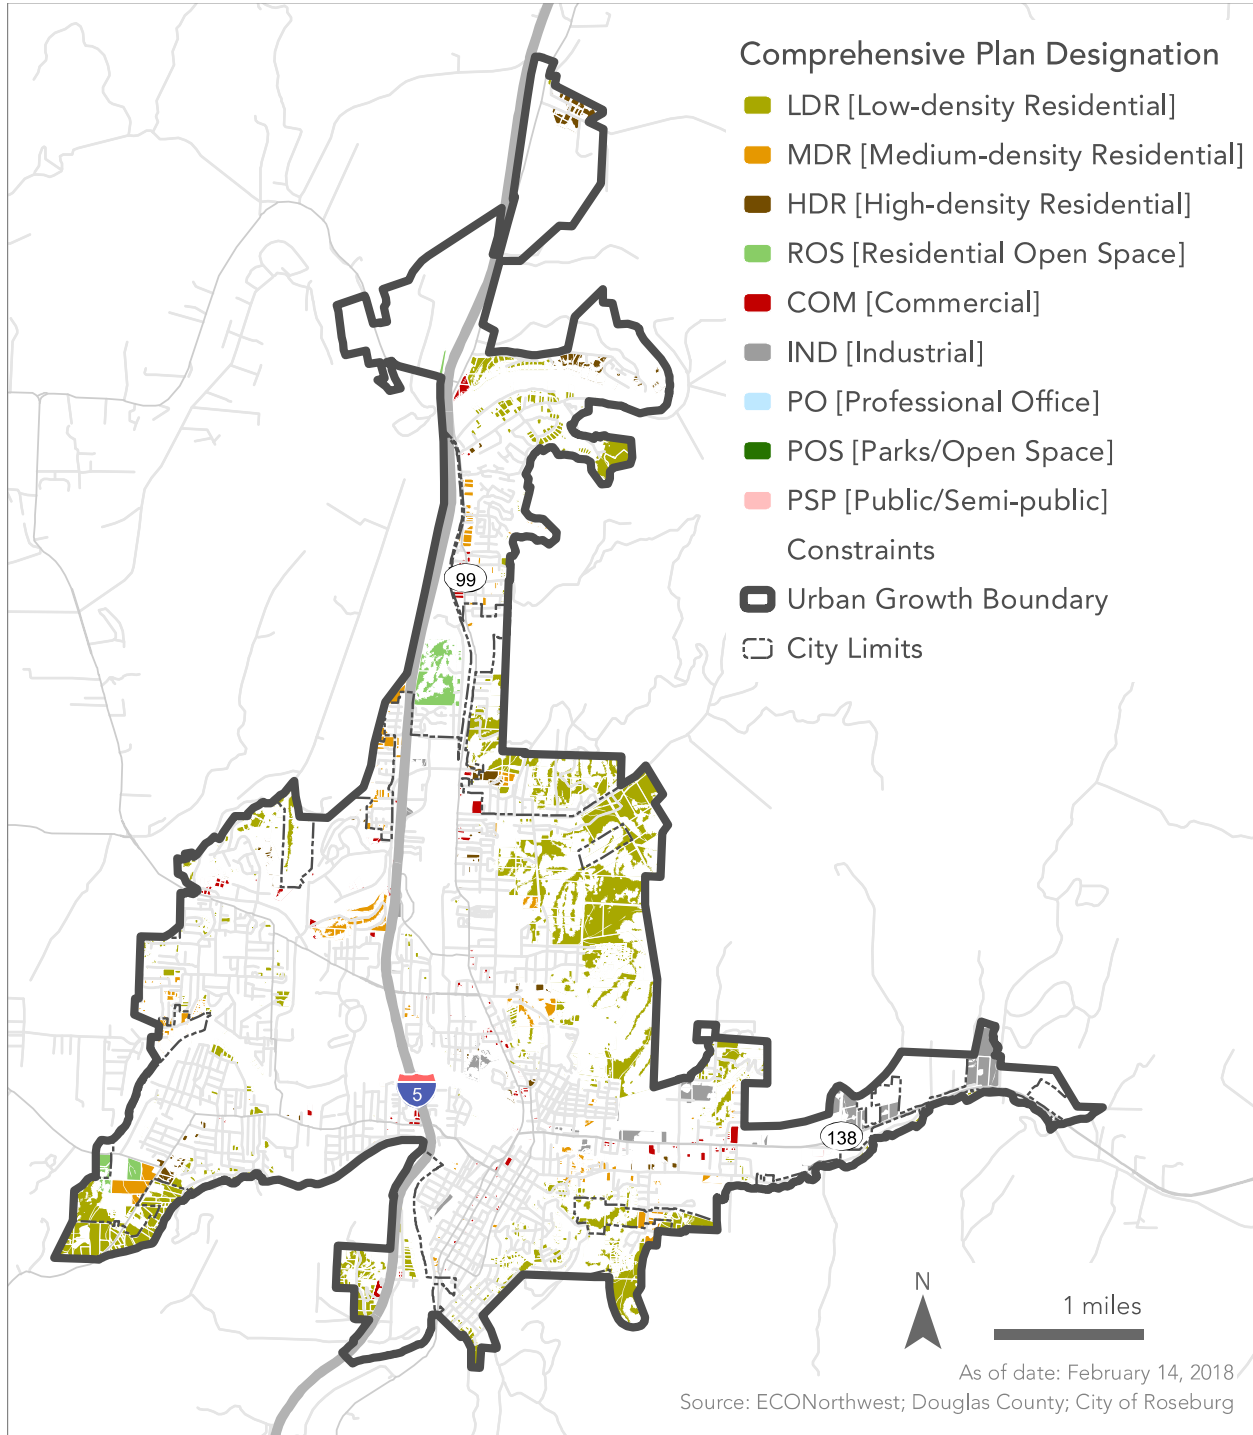 Comprehensive Plan Designation
LDR [Low-density Residential]
MDR [Medium-density Residential]
HDR [High-density Residential]
ROS [Residential Open Space]
COM [Commercial]
IND [Industrial]
PO [Professional Office]
POS [Parks/Open Space]
PSP [Public/Semi-public]
Constraints
Urban Growth Boundary
City Limits
99
5
138
N
1 miles
As of date: February 14, 2018
Source: ECONorthwest; Douglas County; City of Roseburg